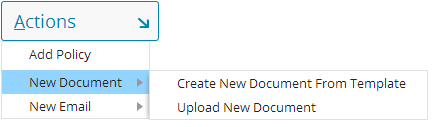 Actions
Add Policy
New Document
Create New Document From Template
New Email
Upload New Document